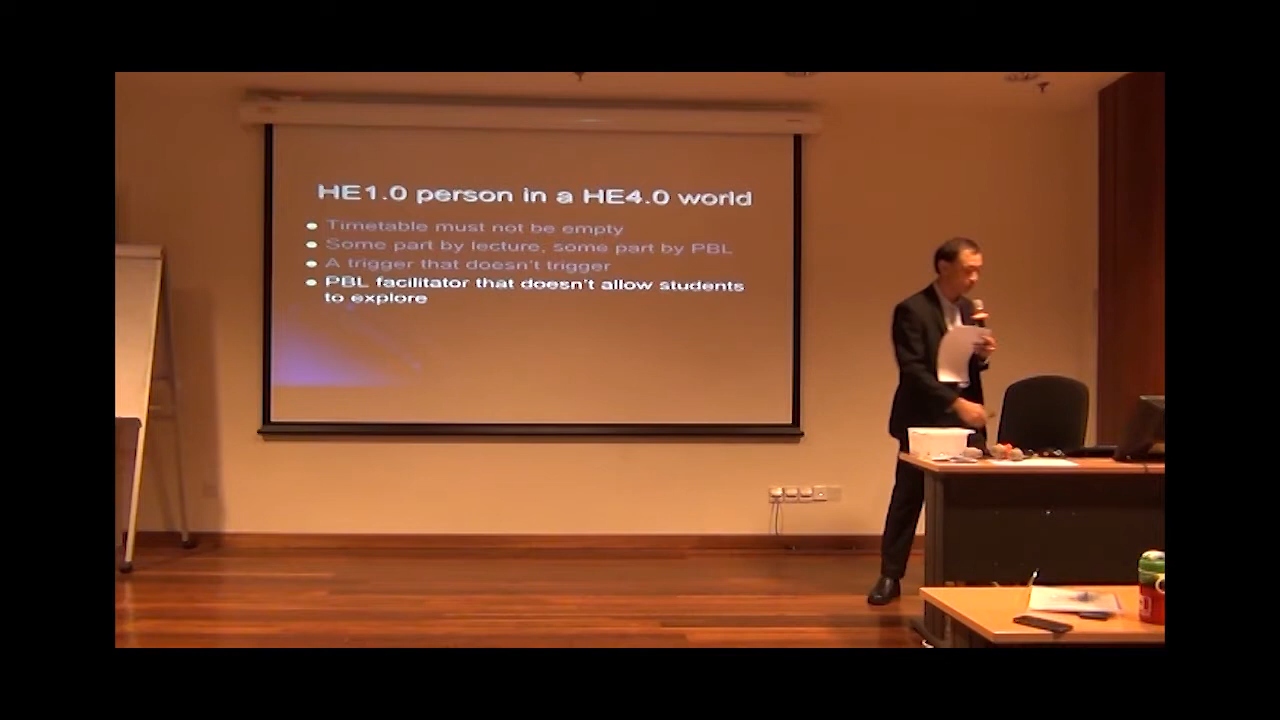 HE1.0 person in a HE4.0 world
Timetable must not be empty
Some part by lecture, some part by PBL
A trigger that doesn't trigger
PBL facilitator that doesn't allow students
to explore